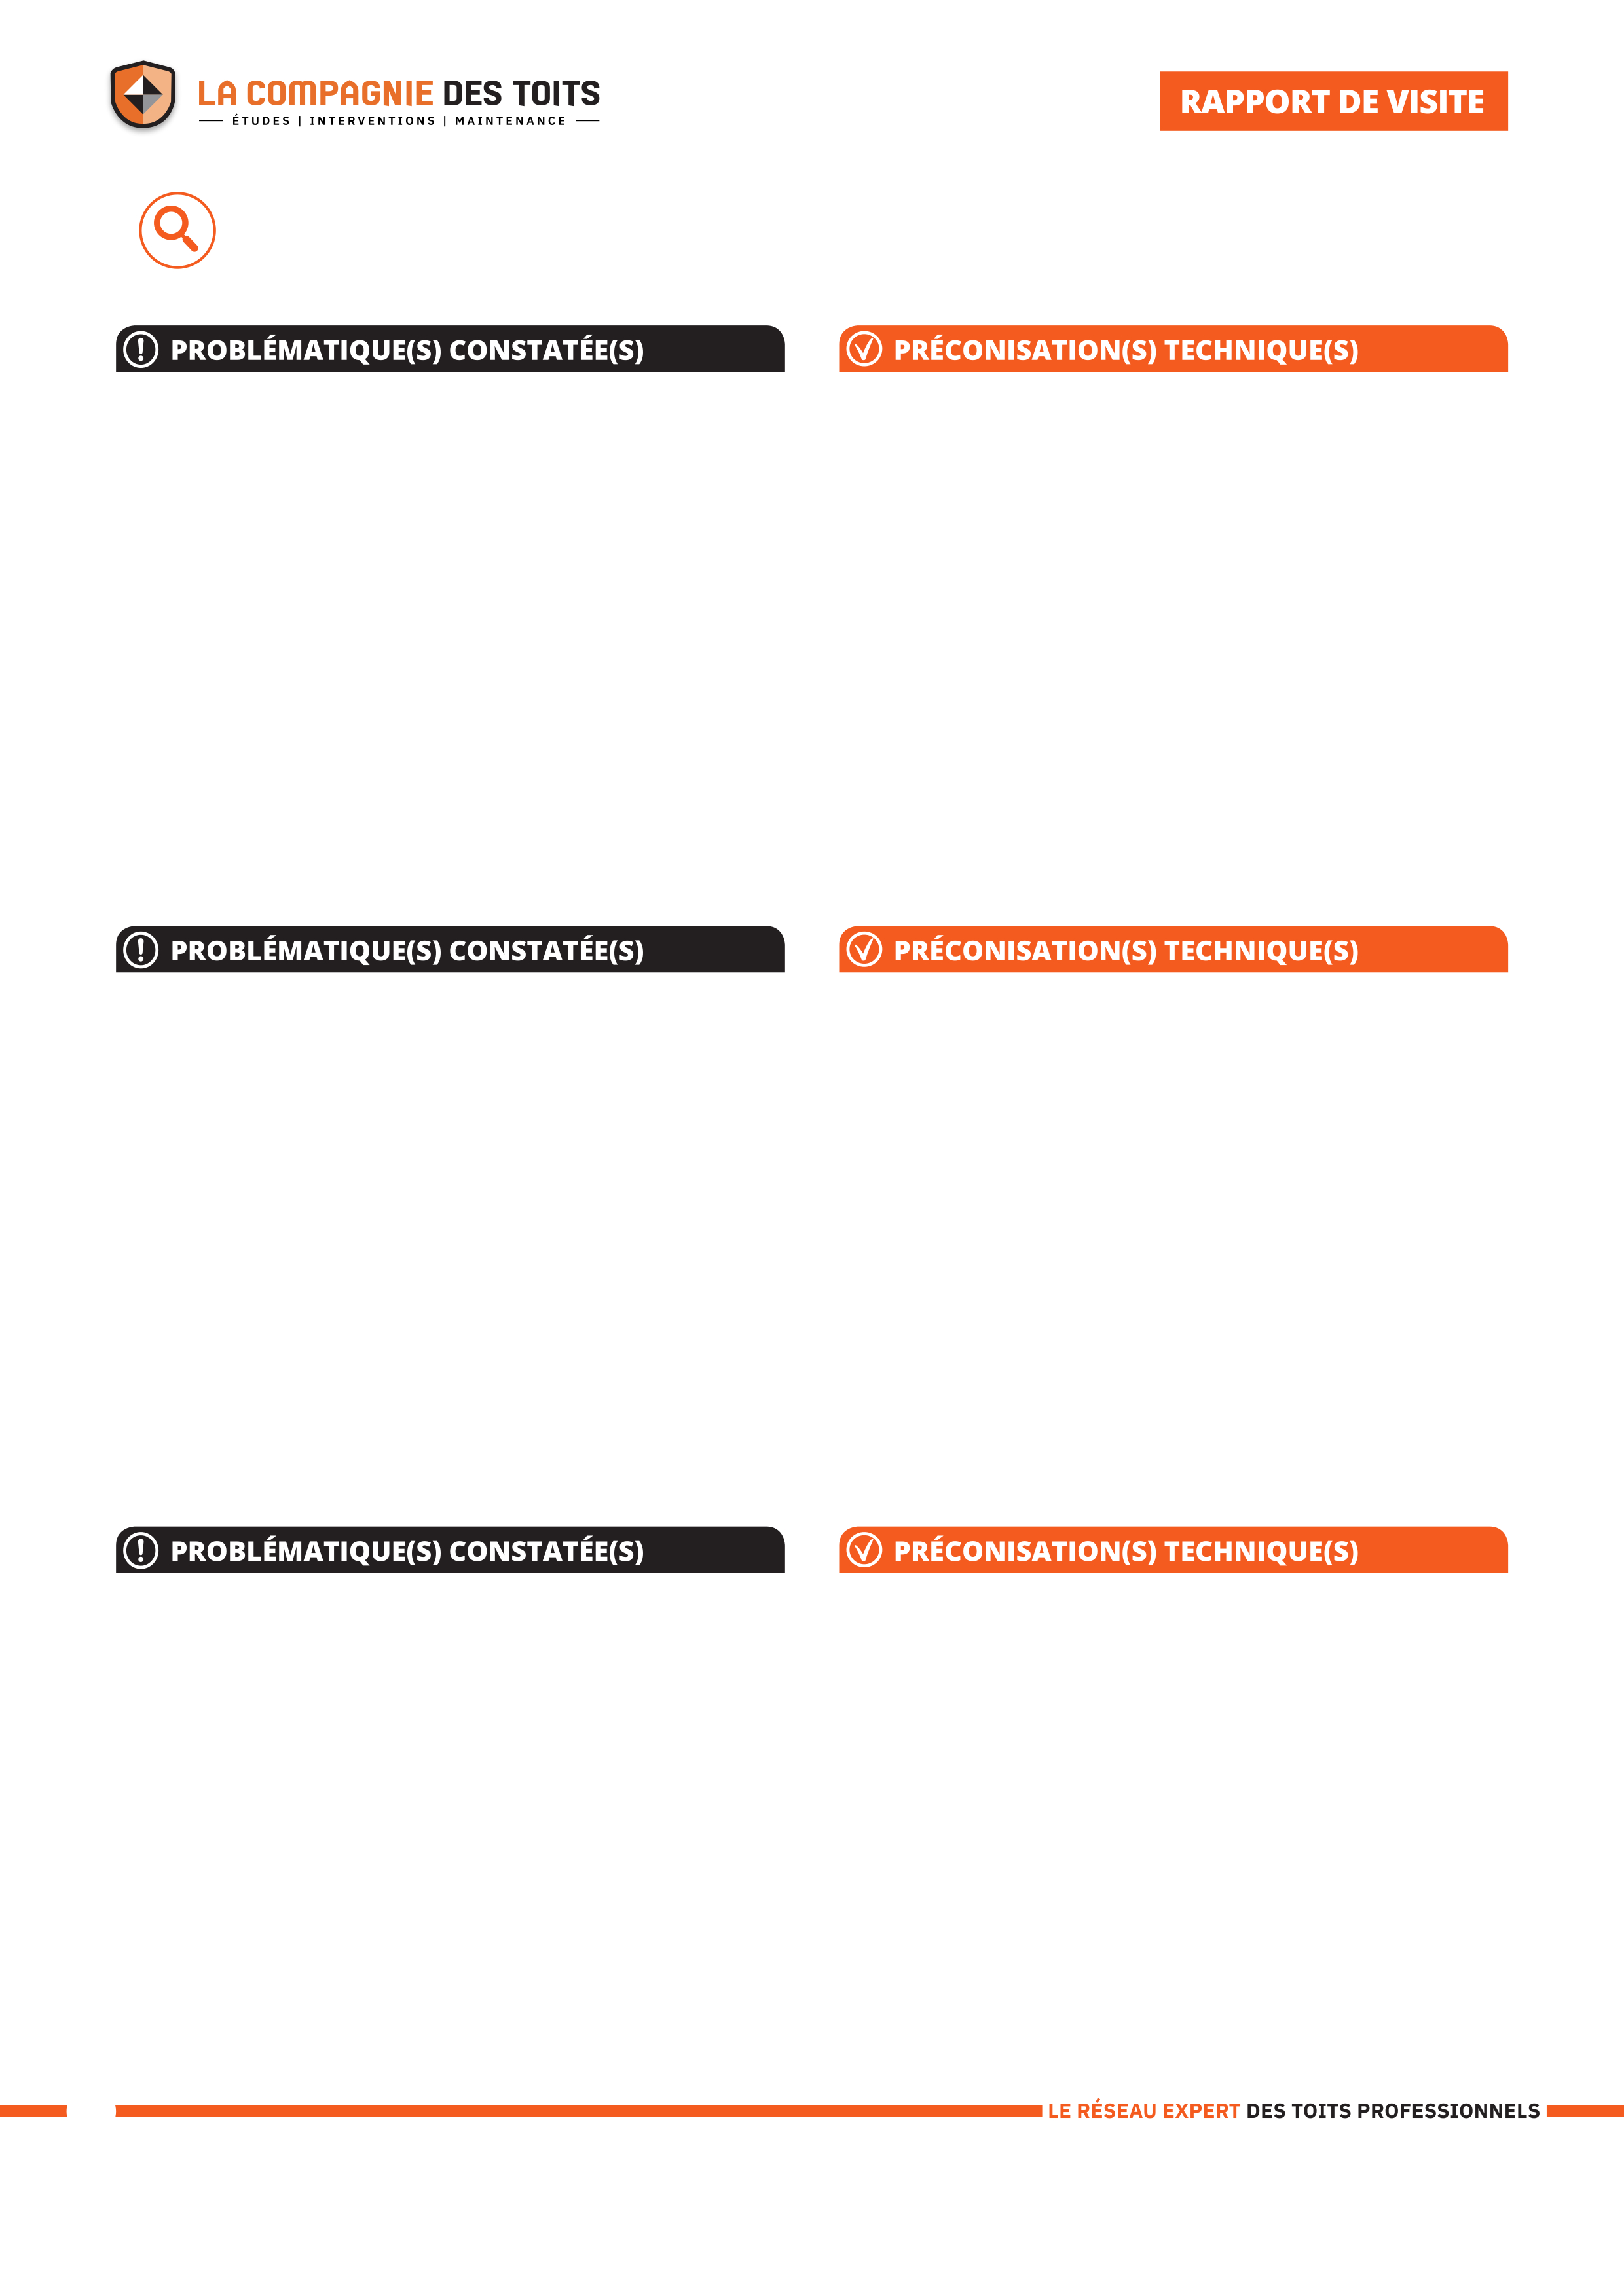 LA COMPAGNIE DES TOITS
ÉTUDES | INTERVENTIONS | MAINTENANCE
RAPPORT DE VISITE
PROBLÉMATIQUE(S) CONSTATÉE(S)
PRÉCONISATION(S) TECHNIQUE(S)
PROBLÉMATIQUE(S) CONSTATÉE(S)
PRÉCONISATION(S) TECHNIQUE(S)
PROBLÉMATIQUE(S) CONSTATÉE(S)
PRÉCONISATION(S) TECHNIQUE(S)
LE RÉSEAU EXPERT DES TOITS PROFESSIONNELS